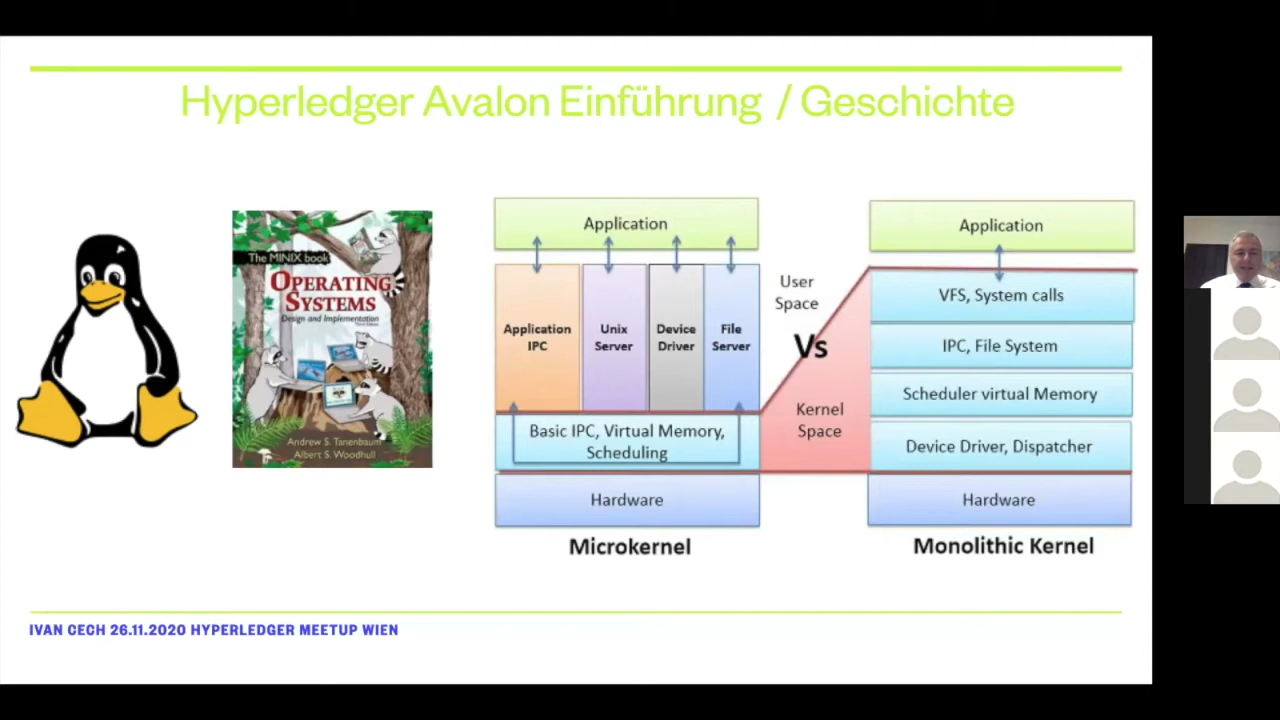 Hyperledger Avalon Einführung / Geschichte
The MINIX book
OPERATING
SYSTEMS
Design and Implementation
Third Edition
Andrew S. Tanenbaum
Albert S. Woodhull
Application
Application
IPC
Unix
Server
Device
Driver
File
Server
Basic IPC, Virtual Memory,
Scheduling
Hardware
Microkernel
User
Space
Vs
Kernel
Space
Application
VFS, System calls
IPC, File System
Scheduler virtual Memory
Device Driver, Dispatcher
Hardware
Monolithic Kernel
IVAN CECH 26.11.2020 HYPERLEDGER MEETUP WIEN